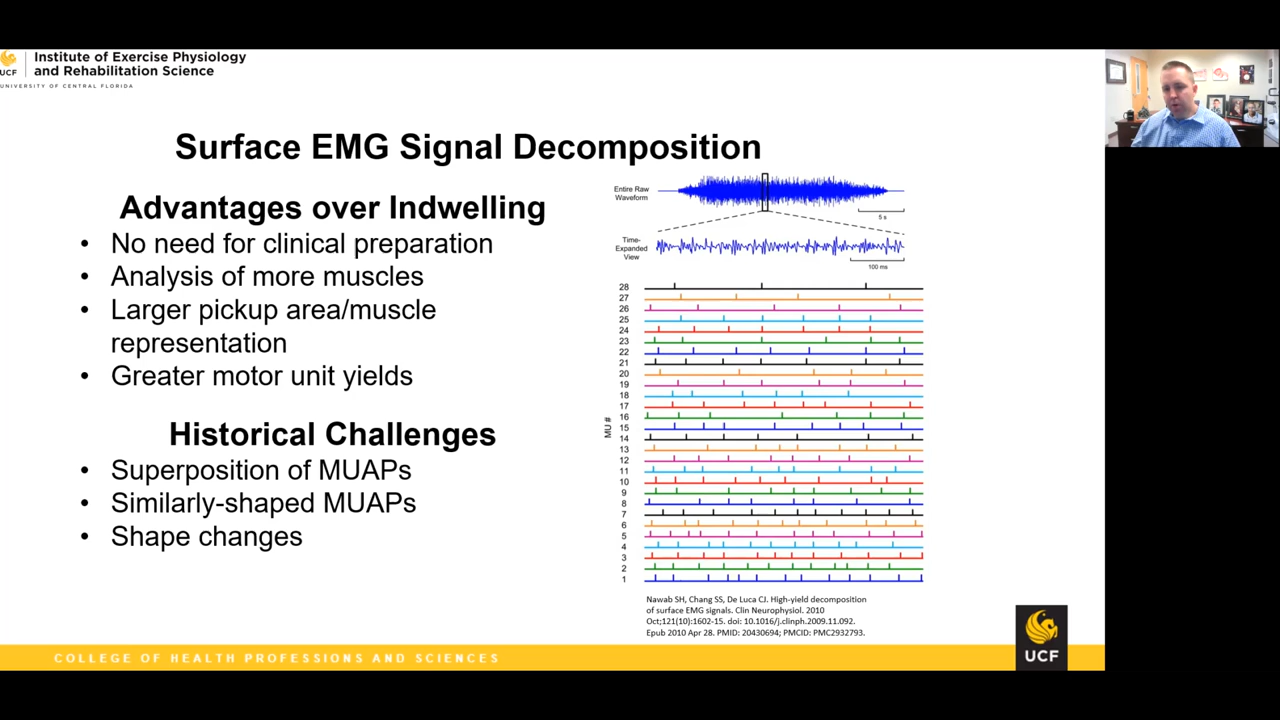 Institute of Exercise Physiology
and Rehabilitation Science
UCF
UNIVERSITY OF CENTRAL FLORIDA
Surface EMG Signal Decomposition
Advantages over Indwelling
• No need for clinical preparation
• Analysis of more muscles
• Larger pickup area/muscle
representation
• Greater motor unit yields
Historical Challenges
• Superposition of MUAPs
• Similarly-shaped MUAPs
• Shape changes
Entire Raw
Waveform
5 s
Time-
Expanded
View
100 ms
MU #
28
27
26
25
24
23
22
21
20
19
18
17
16
15
14
13
12
11
10
9
8
7
6
5
4
3
2
1
Nawab SH, Chang SS, De Luca CJ. High-yield decomposition
of surface EMG signals. Clin Neurophysiol. 2010
Oct;121(10):1602-15. doi: 10.1016/j.clinph.2009.11.092.
Epub 2010 Apr 28. PMID: 20430694; PMCID: PMC2932793.
COLLEGE OF HEALTH PROFESSIONS AND SCIENCES
UCF